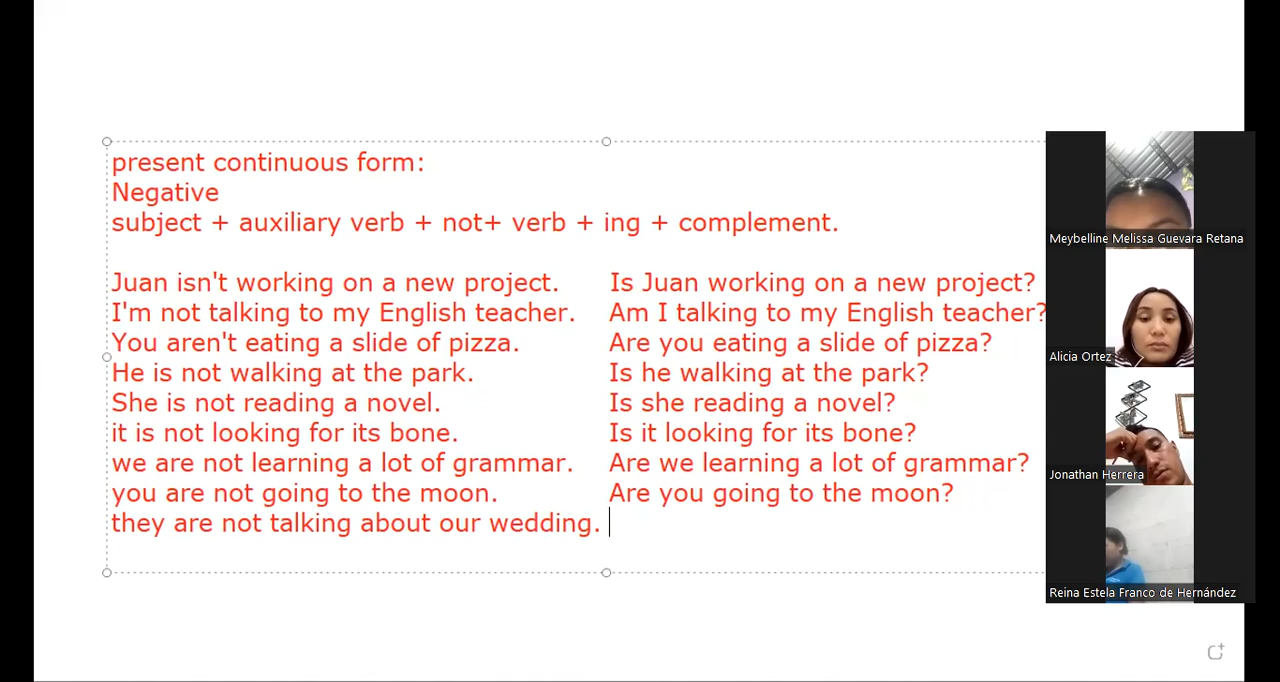 present continuous form:
Negative
subject + auxiliary verb + not+ verb + ing + complement.
Juan isn't working on a new project. Is Juan working on a new project?
I'm not talking to my English teacher. Am I talking to my English teacher?
You aren't eating a slide of pizza. Are you eating a slide of pizza?
He is not walking at the park. Is he walking at the park?
She is not reading a novel. Is she reading a novel?
it is not looking for its bone. Is it looking for its bone?
we are not learning a lot of grammar. Are we learning a lot of grammar?
you are not going to the moon. Are you going to the moon?
they are not talking about our wedding.
Meybelline Melissa Guevara Retana
Alicia Ortez
Jonathan Herrera
Reina Estela Franco de Hernández